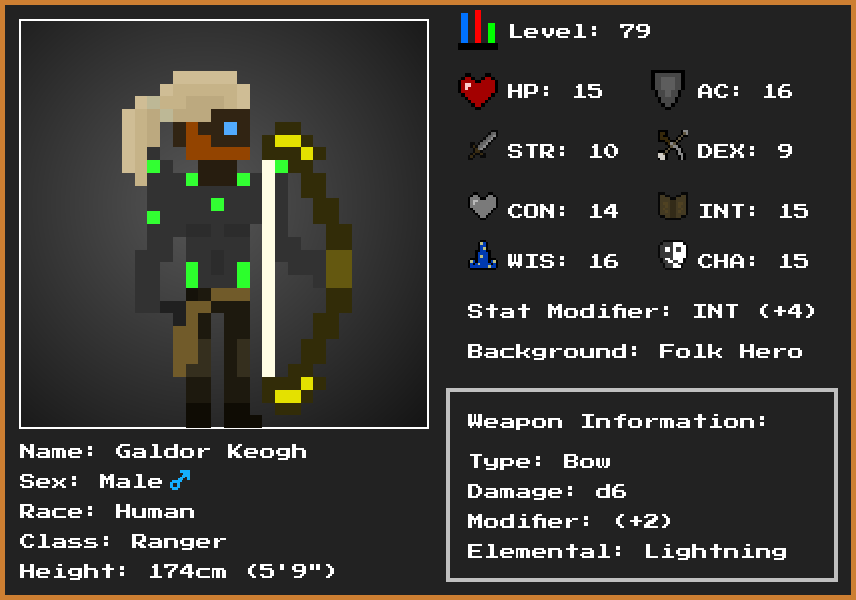 Level: 79
HP: 15 AC: 16
STR: 10 DEX: 9
CON: 14 INT: 15
WIS: 16 CHA: 15
Stat Modifier: INT (+4)
Background: Folk Hero
Weapon Information:
Type: Bow
Damage: d6
Modifier: (+2)
Elemental: Lightning
Name: Galdor Keogh
Sex: Male♂
Race: Human
Class: Ranger
Height: 174cm (5'9")